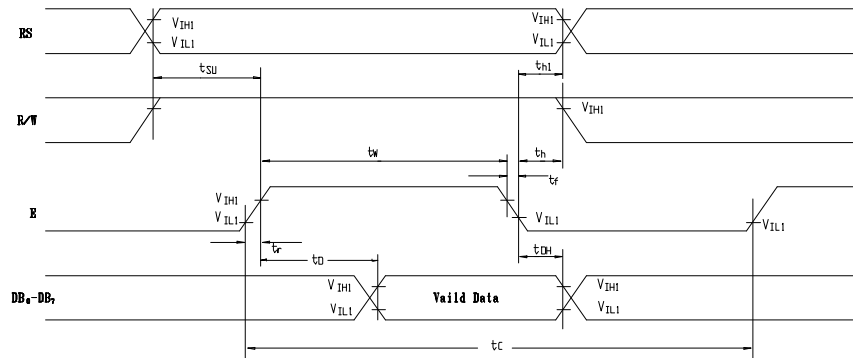 RS
VIH1
VIL1
VIH1
VIL1
tSU
th1
R/W
VIH1
tW
th
tf
E
VIH1
VIL1
VIL1
VIL1
tr
tD
tDH
DB0-DB7
VIH1
VIL1
Vaild Data
VIH1
VIL1
tC